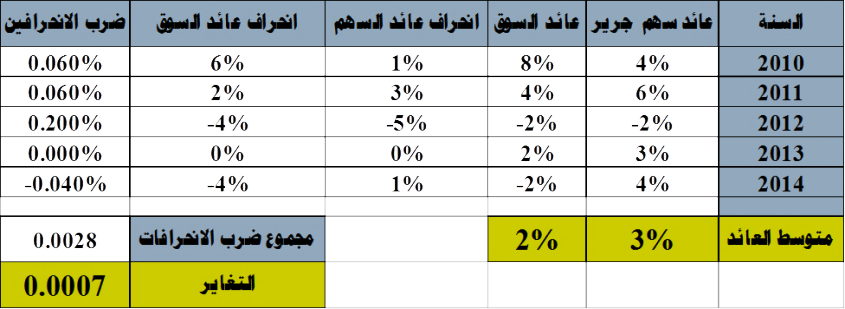 السنة عائد سهم جرير عائد السوق انحراف عائد السهم انحراف عائد السوق ضرب الانحرافين
2010 4% 8% 1% 6% 0.060%
2011 6% 4% 3% 2% 0.060%
2012 -2% -2% -5% -4% 0.200%
2013 3% 2% 0% 0% 0.000%
2014 4% -2% 1% -4% -0.040%
متوسط العائد 3% 2% مجموع ضرب الانحرافات 0.0028
التغاير 0.0007